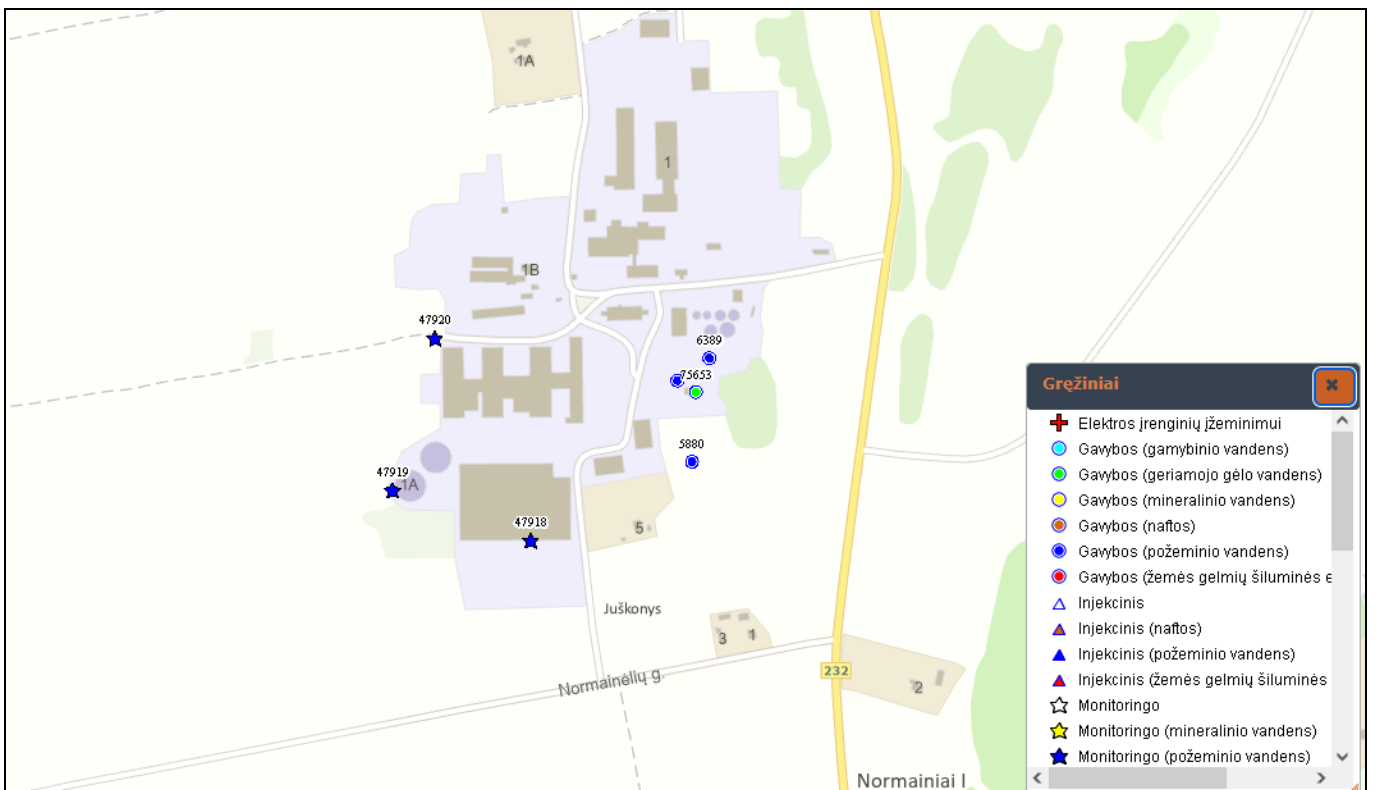 1A
1
1B
47920
6389
75653
5880
47919
1A
47918
5
Juškonys
3
1
Normainėlių g.
232
2
Normainiai I
Gręžiniai
Elektros įrenginių įžeminimui
Gavybos (gamybinio vandens)
Gavybos (geriamojo gėlo vandens)
Gavybos (mineralinio vandens)
Gavybos (naftos)
Gavybos (požeminio vandens)
Gavybos (žemės gelmių šiluminės e
Injekcinis
Injekcinis (naftos)
Injekcinis (požeminio vandens)
Injekcinis (žemės gelmių šiluminės
Monitoringo
Monitoringo (mineralinio vandens)
Monitoringo (požeminio vandens)